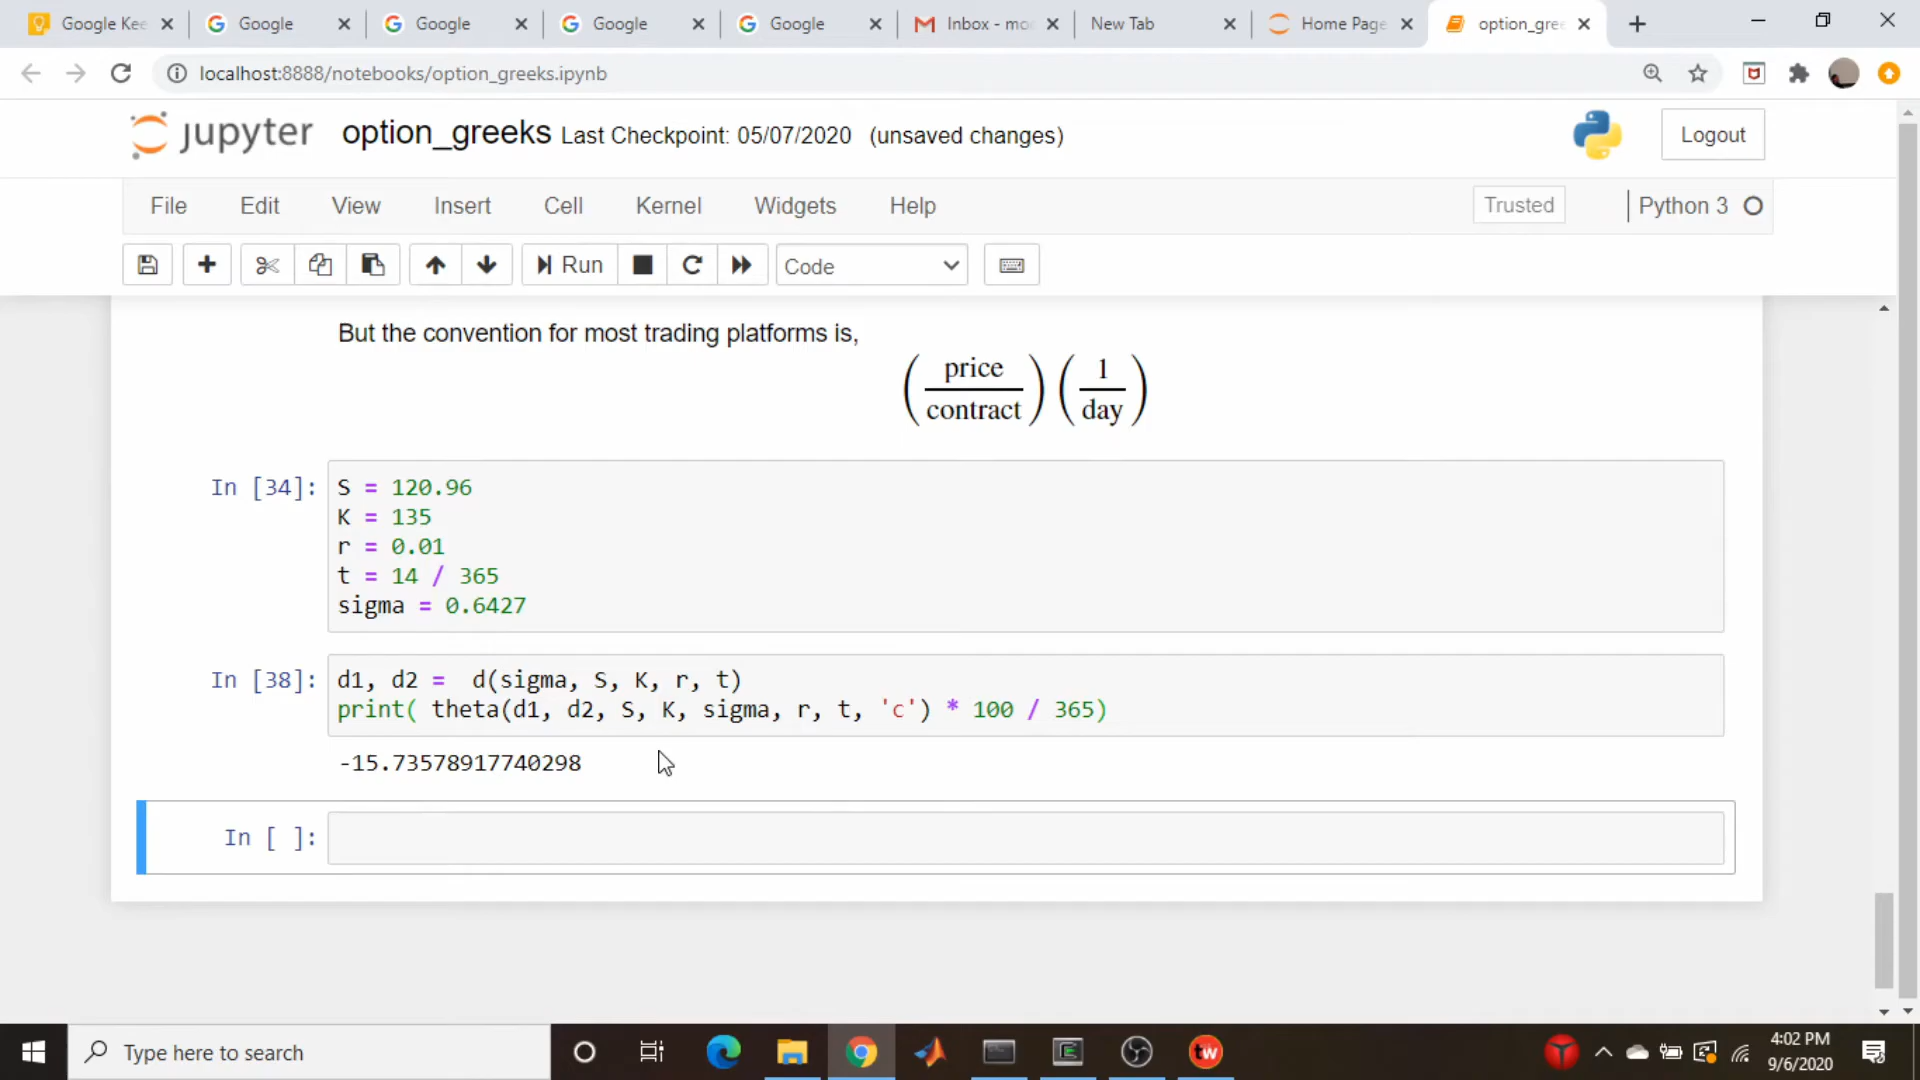 Google Kee
Google
Google
Google
Google
Inbox - mo
New Tab
Home Page
option_gree
localhost:8888/notebooks/option_greeks.ipynb
jupyter option_greeks Last Checkpoint: 05/07/2020 (unsaved changes)
Logout
File Edit View Insert Cell Kernel Widgets Help
Trusted
Python 3
Run
Code
But the convention for most trading platforms is,
(price/contract)(1/day)
In [34]:
S = 120.96
K = 135
r = 0.01
t = 14 / 365
sigma = 0.6427
In [38]:
d1, d2 =  d(sigma, S, K, r, t)
print( theta(d1, d2, S, K, sigma, r, t, 'c') * 100 / 365)
-15.73578917740298
In [ ]:
Type here to search
tw
4:02 PM
9/6/2020